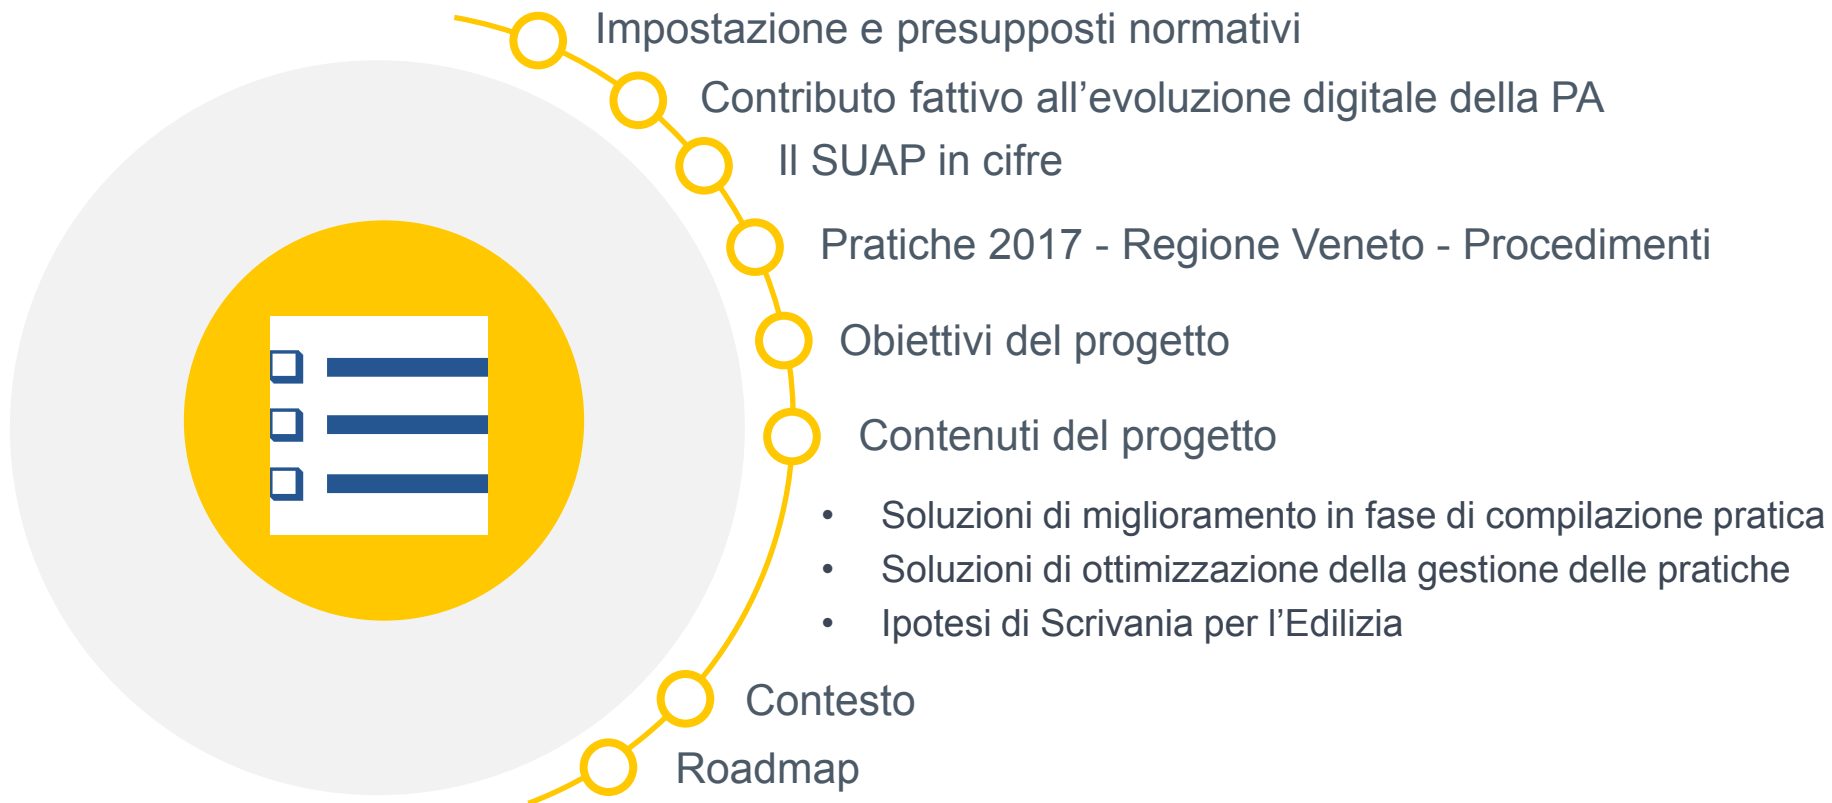 Impostazione e presupposti normativi
Contributo fattivo all’evoluzione digitale della PA
Il SUAP in cifre
Pratiche 2017 - Regione Veneto - Procedimenti
Obiettivi del progetto
Contenuti del progetto
• Soluzioni di miglioramento in fase di compilazione pratica
• Soluzioni di ottimizzazione della gestione delle pratiche
• Ipotesi di Scrivania per l’Edilizia
Contesto
Roadmap